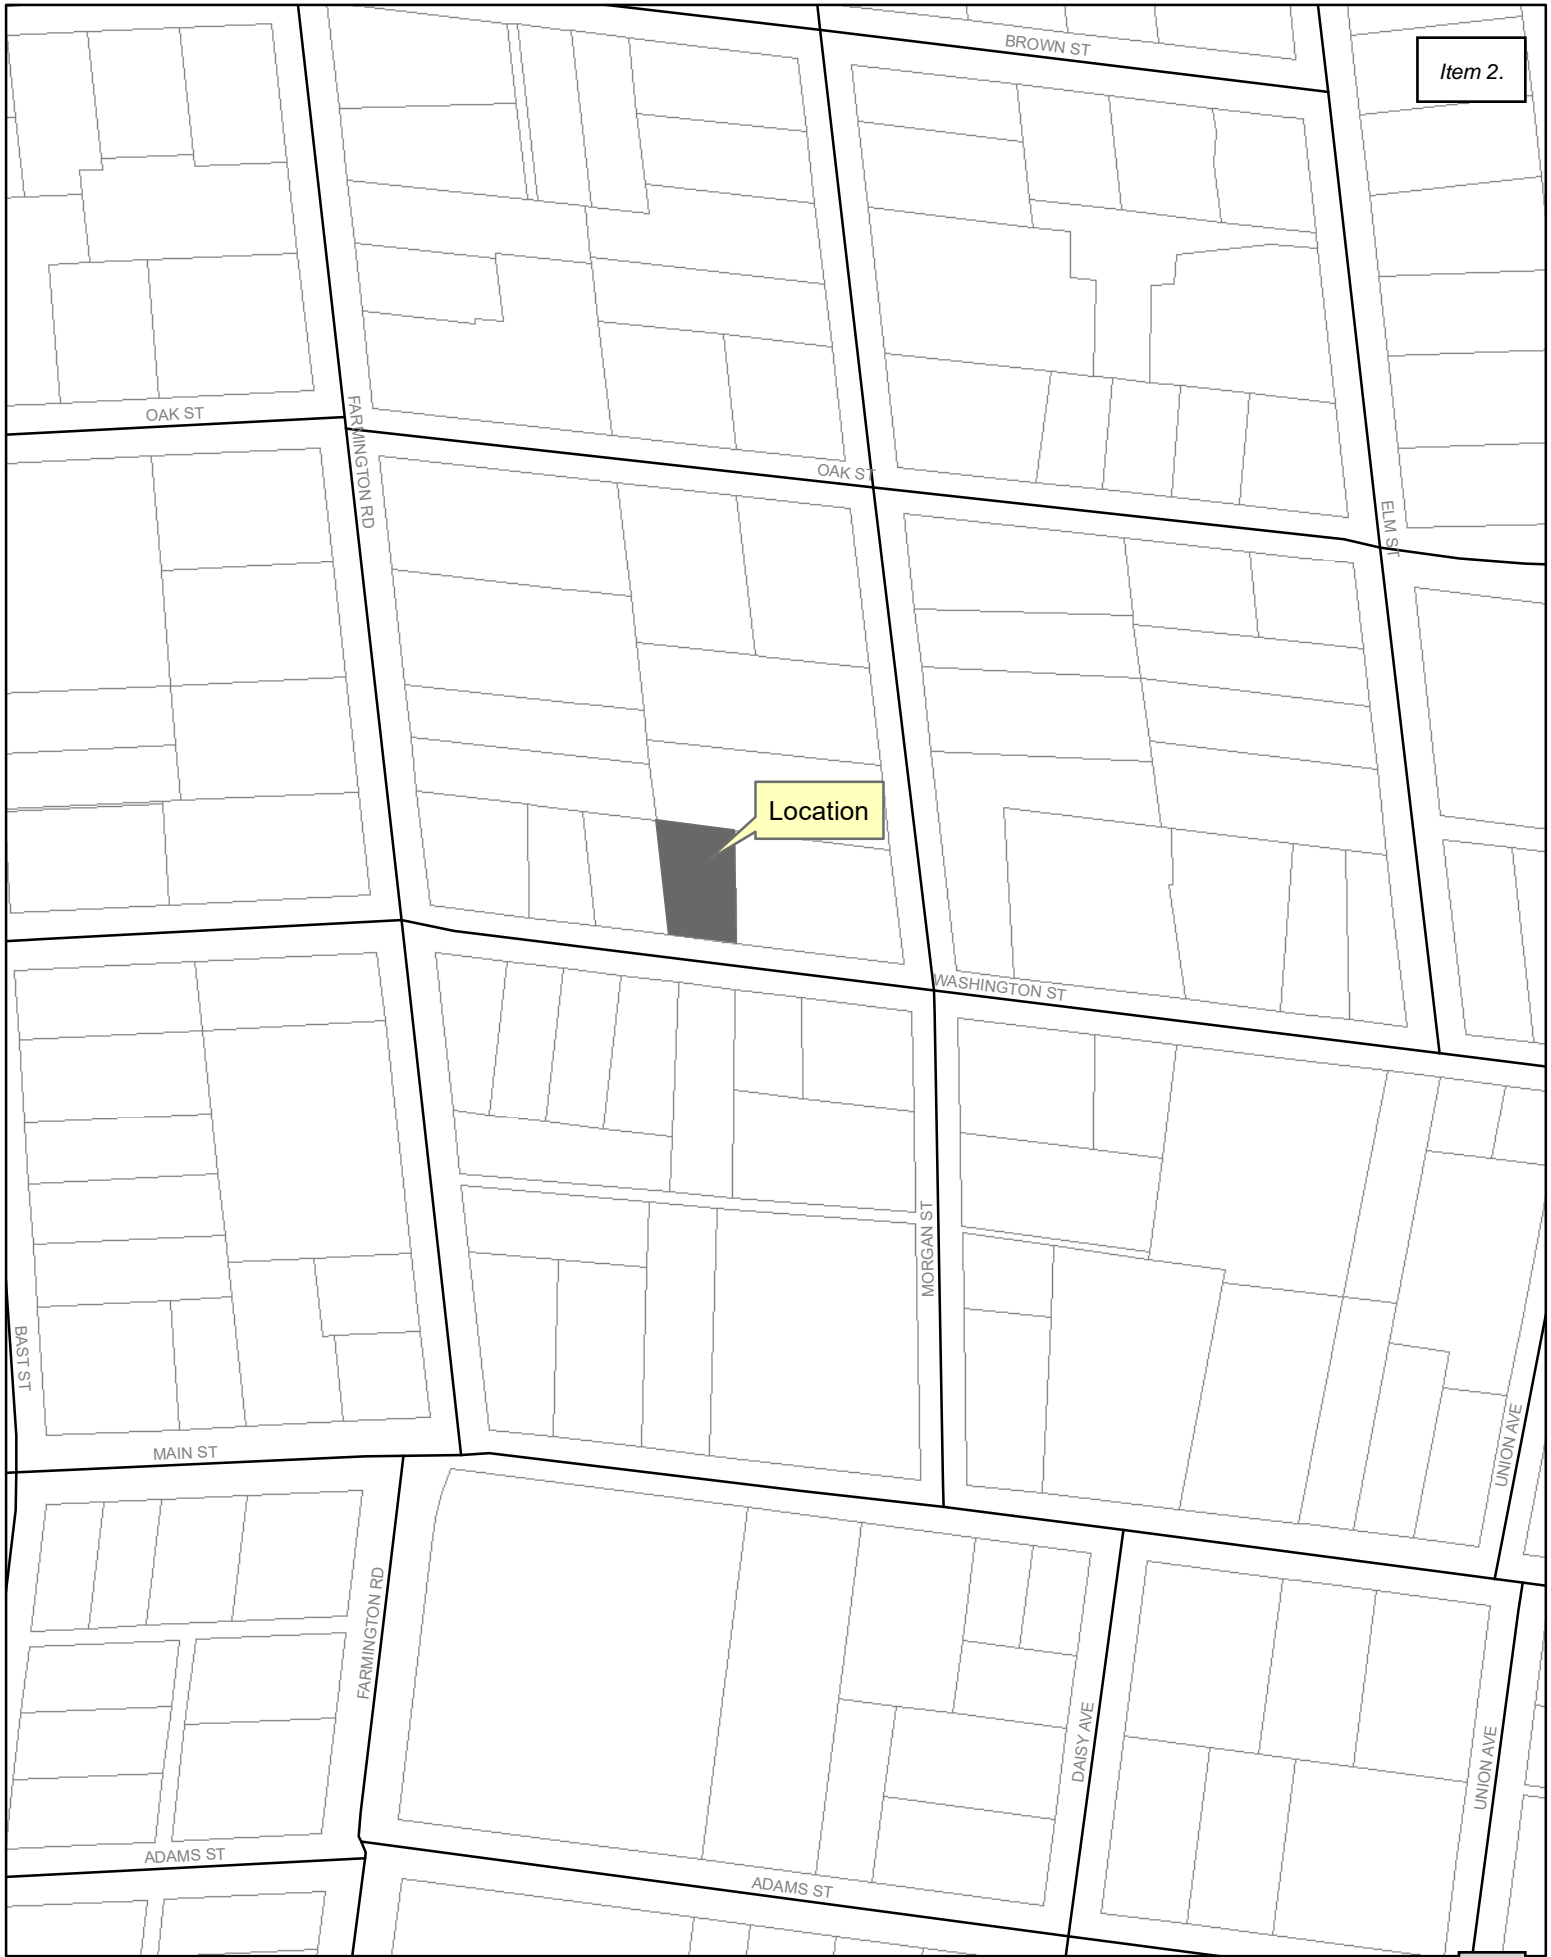 BROWN ST
Item 2.
OAK ST
FARMINGTON RD
OAK ST
ELM ST
Location
WASHINGTON ST
MORGAN ST
BAST ST
MAIN ST
UNION AVE
FARMINGTON RD
DAISY AVE
UNION AVE
ADAMS ST
ADAMS ST